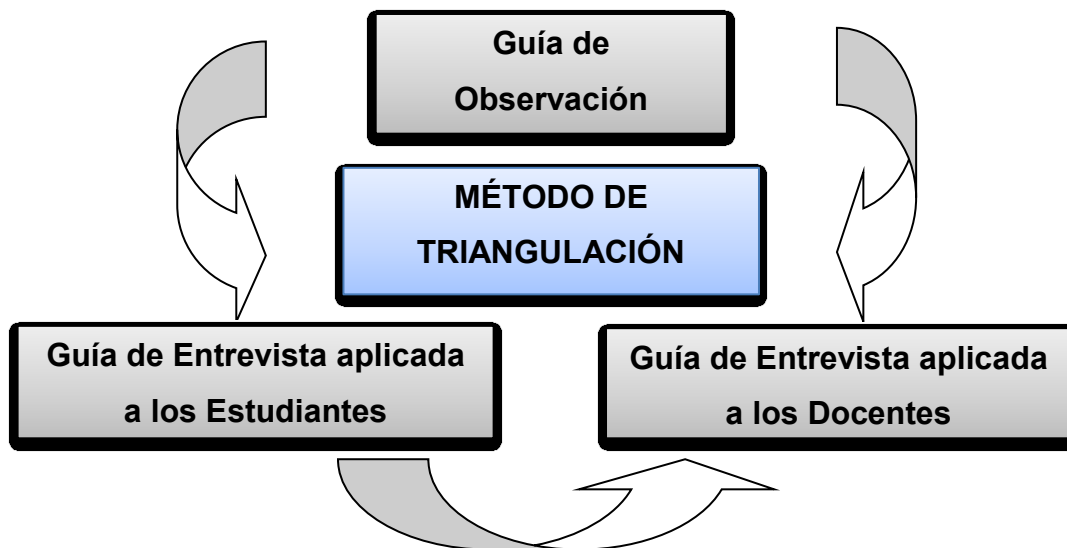 Guía de
Observación
MÉTODO DE
TRIANGULACIÓN
Guía de Entrevista aplicada
a los Estudiantes
Guía de Entrevista aplicada
a los Docentes